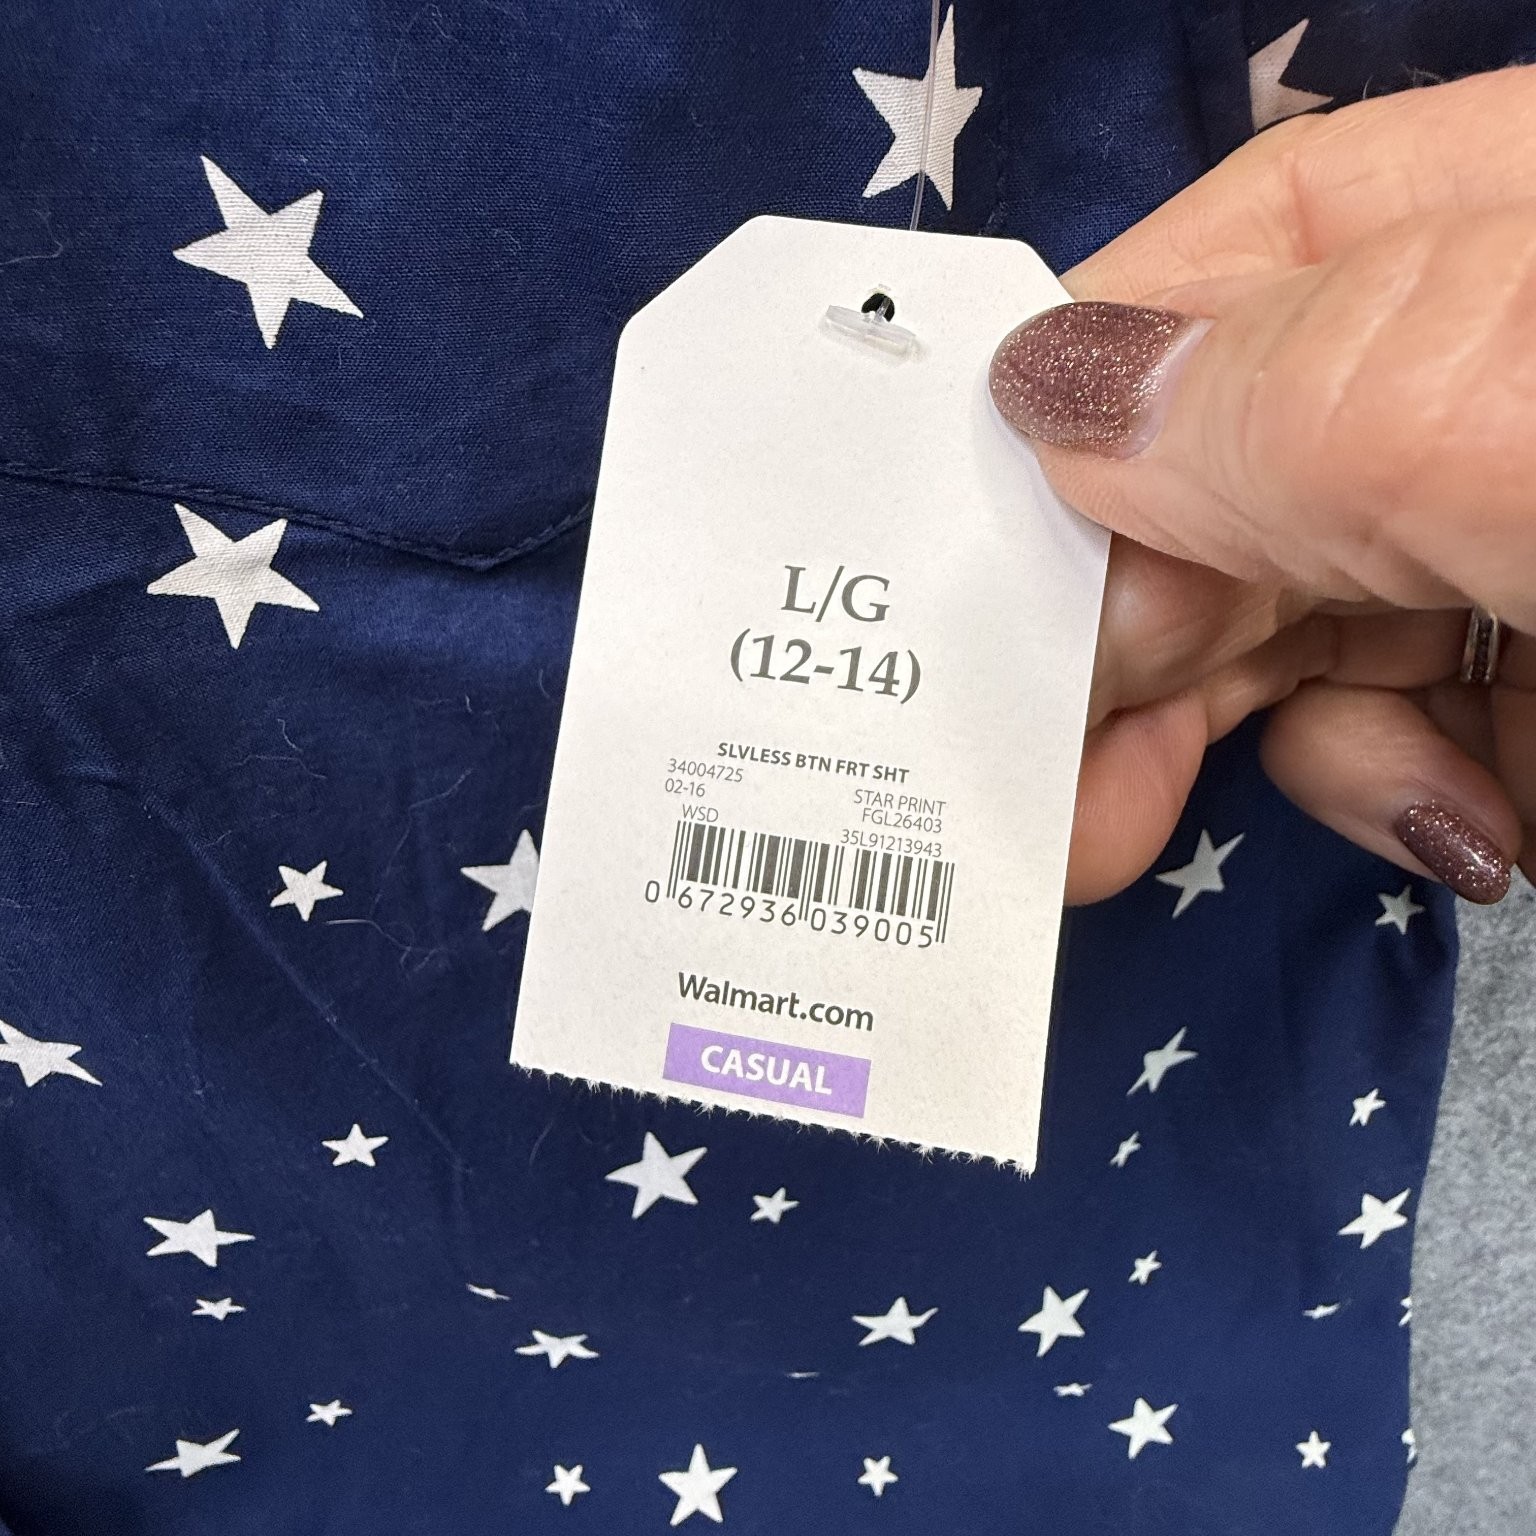 L/G
(12-14)
SLVLESS BTN FRT SHT
34004725
02-16 STAR PRINT
WSD FGL26403
35L91213943
0 672936 039005
Walmart.com
CASUAL